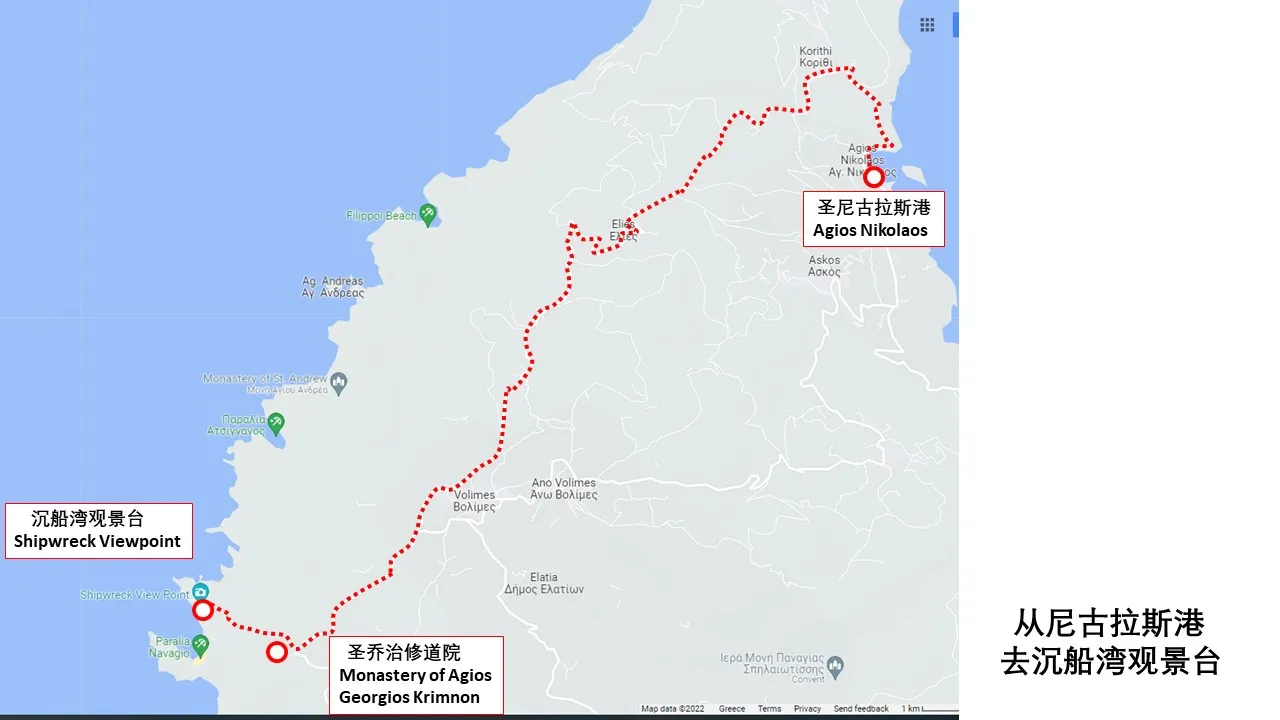 Korithi
Κορίθι
Agios
Nikolaos
Αγ. Νικόλαος
圣尼古拉斯港
Agios Nikolaos
Filippoi Beach
Elies
Ελιές
Askos
Ασκός
Ag. Andreas
Αγ. Ανδρέας
Monastery of St. Andrew
Μονή Αγίου Ανδρέα
Παραλία
Ατσίγγανος
Volimes
Βολίμες
Ano Volimes
Άνω Βολίμες
沉船湾观景台
Shipwreck Viewpoint
Elatia
Δήμος Ελατίων
Shipwreck View Point
Paralia
Navagio
圣乔治修道院
Monastery of Agios
Georgios Krimnon
Ιερά Μονή Παναγίας
Σπηλαιωτίσσης
Convent
从尼古拉斯港
去沉船湾观景台
Map data ©2022 Greece Terms Privacy Send feedback 1 km